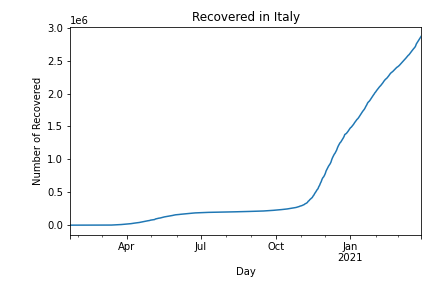 Recovered in Italy
1e6
3.0
2.5
2.0
1.5
1.0
0.5
0.0
Number of Recovered
Apr
Jul
Oct
Jan
2021
Day